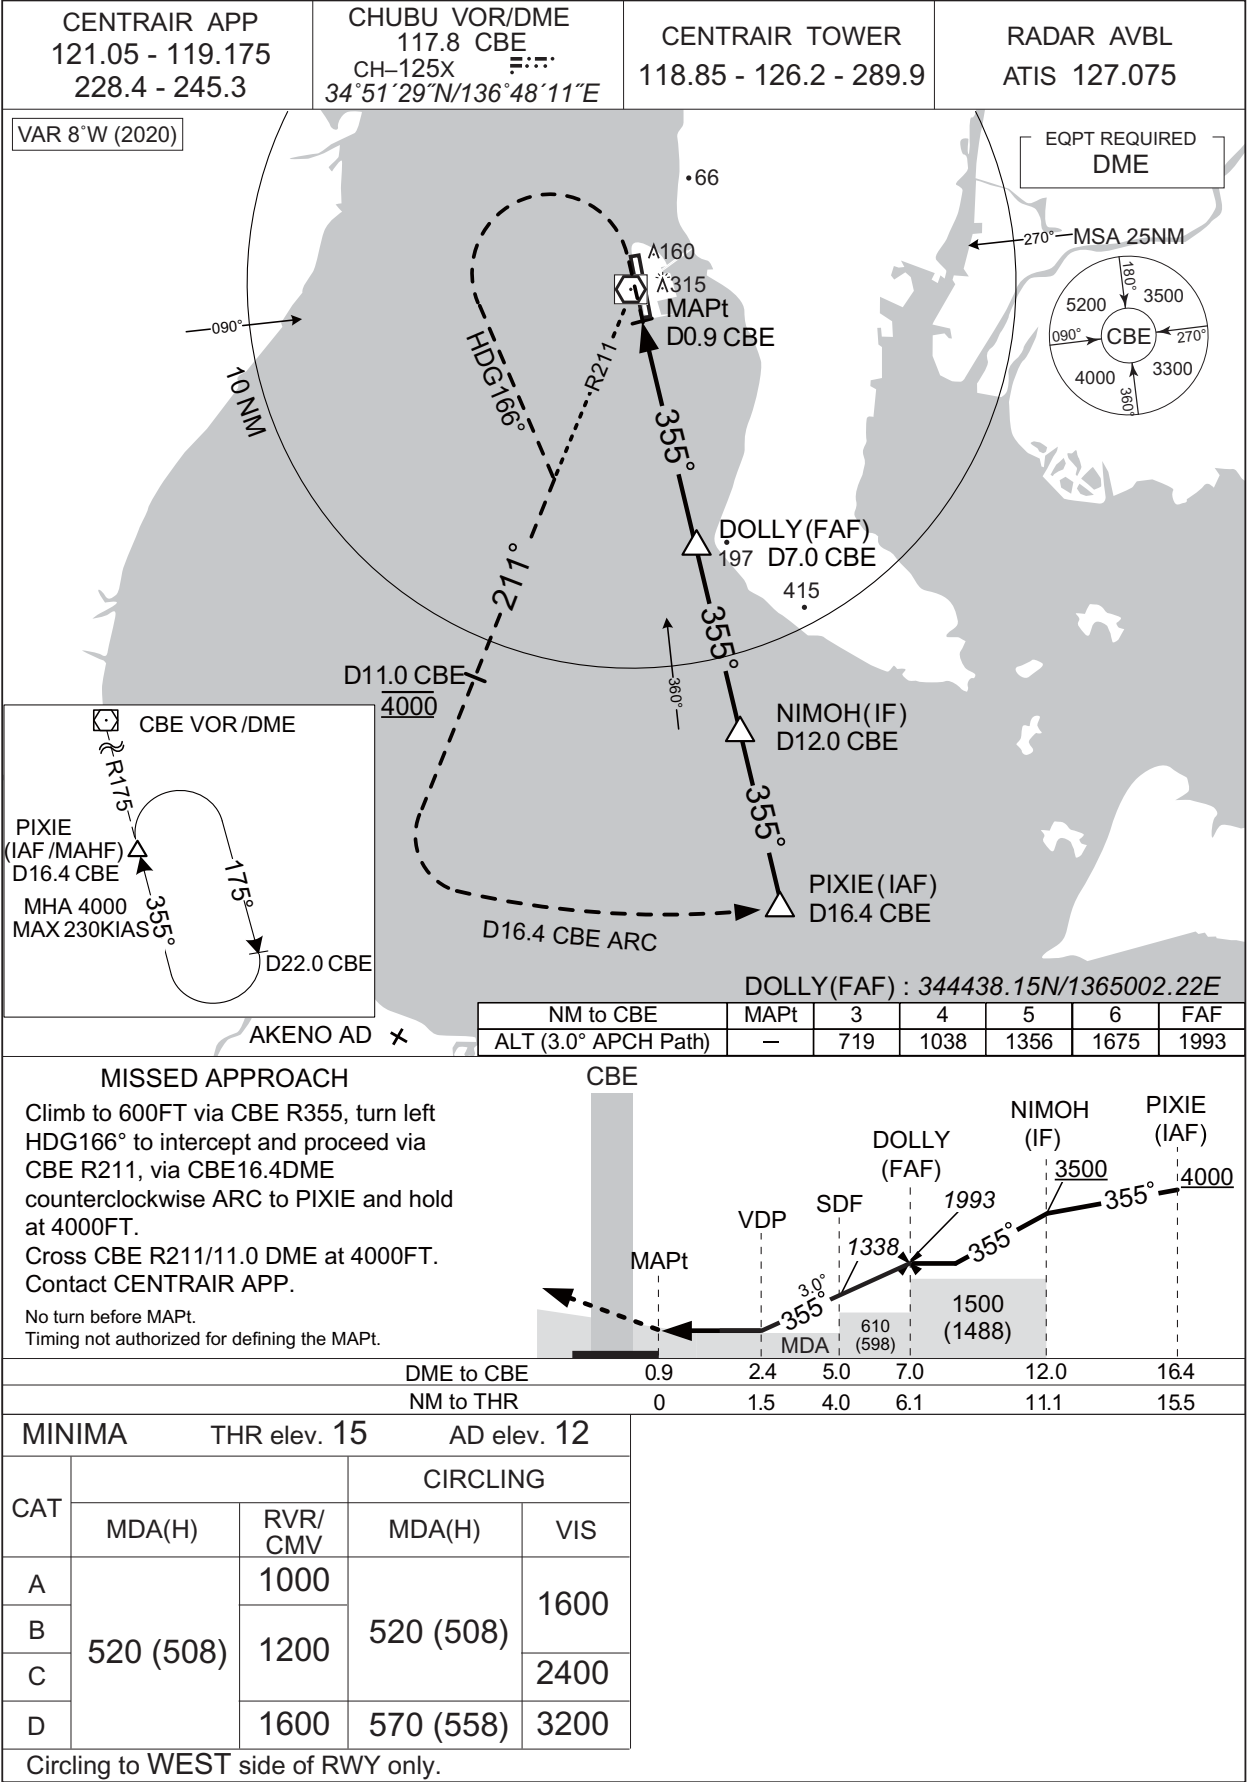 CENTRAIR APP
121.05 - 119.175
228.4 - 245.3
CHUBU VOR/DME
117.8 CBE
CH–125X
34°51´29˝N/136°48´11˝E
CENTRAIR TOWER
118.85 - 126.2 - 289.9
RADAR AVBL
ATIS 127.075
VAR 8°W (2020)
EQPT REQUIRED
DME
66
270°
MSA 25NM
180°
5200
3500
090°
CBE
270°
4000
3300
360°
160
315
MAPt
D0.9 CBE
090°
10 NM
HDG166°
R211
355°
DOLLY(FAF)
197 D7.0 CBE
415
211°
355°
D11.0 CBE
4000
360°
NIMOH(IF)
D12.0 CBE
355°
PIXIE(IAF)
D16.4 CBE
D16.4 CBE ARC
CBE VOR/DME
R175
PIXIE
(IAF/MAHF)
D16.4 CBE
MHA 4000
MAX 230KIAS
355°
175°
D22.0 CBE
AKENO AD
DOLLY(FAF) : 344438.15N/1365002.22E
NM to CBE MAPt 3 4 5 6 FAF
ALT (3.0° APCH Path) — 719 1038 1356 1675 1993
MISSED APPROACH
Climb to 600FT via CBE R355, turn left
HDG166° to intercept and proceed via
CBE R211, via CBE16.4DME
counterclockwise ARC to PIXIE and hold
at 4000FT.
Cross CBE R211/11.0 DME at 4000FT.
Contact CENTRAIR APP.
No turn before MAPt.
Timing not authorized for defining the MAPt.
CBE
MAPt
VDP
SDF
DOLLY
(FAF)
NIMOH
(IF)
PIXIE
(IAF)
1338
1993
3500
4000
3.0°
355°
355°
355°
MDA
610
(598)
1500
(1488)
DME to CBE 0.9 2.4 5.0 7.0 12.0 16.4
NM to THR 0 1.5 4.0 6.1 11.1 15.5
MINIMA THR elev. 15 AD elev. 12
CAT
CIRCLING
MDA(H)
RVR/
CMV
MDA(H)
VIS
A
B
C
D
520 (508)
1000
1200
1600
520 (508)
570 (558)
1600
2400
3200
Circling to WEST side of RWY only.